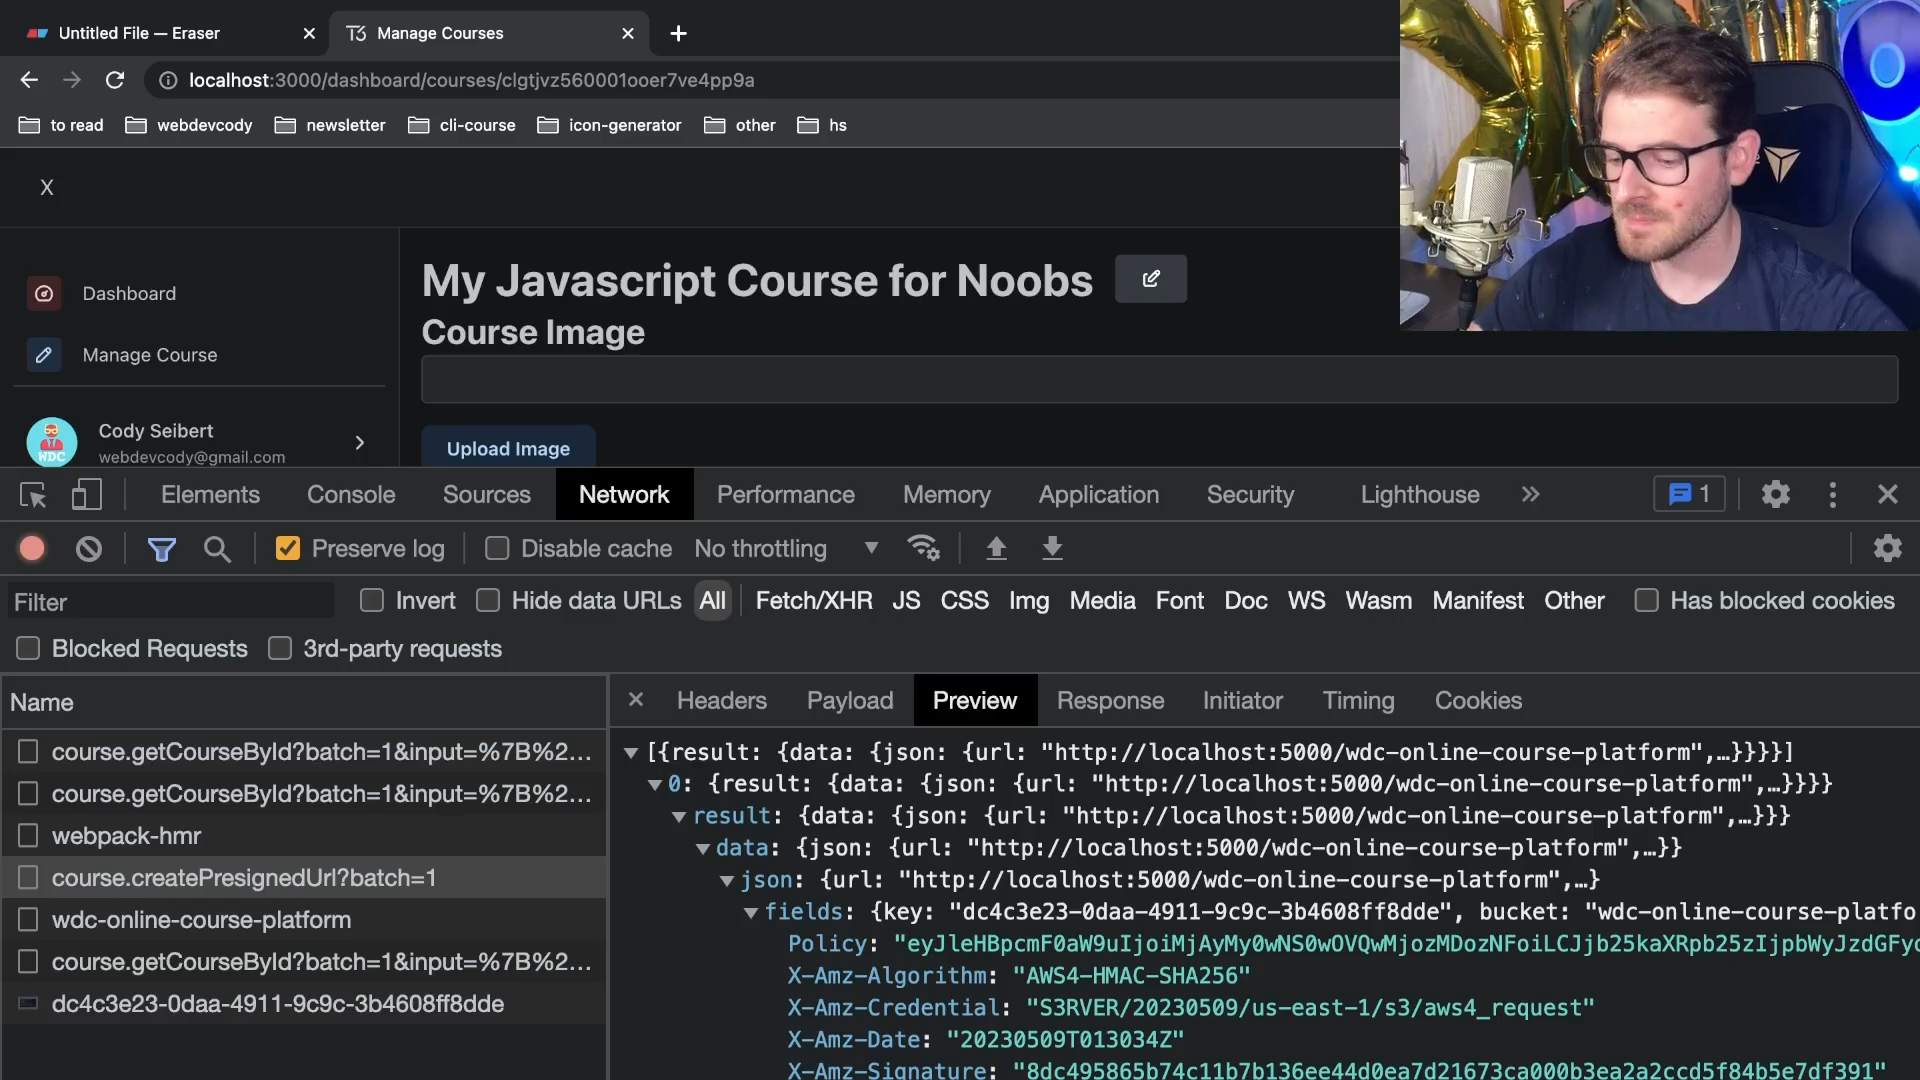 Untitled File — Eraser
T3 Manage Courses
localhost:3000/dashboard/courses/clgtjvz560001ooer7ve4pp9a
to read webdevcody newsletter cli-course icon-generator other hs
X
Dashboard
Manage Course
Cody Seibert
webdevcody@gmail.com
WDC
My Javascript Course for Noobs
Course Image
Upload Image
Elements Console Sources Network Performance Memory Application Security Lighthouse 1
Preserve log Disable cache No throttling
Filter Invert Hide data URLs All Fetch/XHR JS CSS Img Media Font Doc WS Wasm Manifest Other Has blocked cookies
Blocked Requests 3rd-party requests
Name
course.getCourseById?batch=1&input=%7B%2...
course.getCourseById?batch=1&input=%7B%2...
webpack-hmr
course.createPresignedUrl?batch=1
wdc-online-course-platform
course.getCourseById?batch=1&input=%7B%2...
dc4c3e23-0daa-4911-9c9c-3b4608ff8dde
Headers Payload Preview Response Initiator Timing Cookies
[{result: {data: {json: {url: "http://localhost:5000/wdc-online-course-platform",…}}}}]
0: {result: {data: {json: {url: "http://localhost:5000/wdc-online-course-platform",…}}}}
result: {data: {json: {url: "http://localhost:5000/wdc-online-course-platform",…}}}
data: {json: {url: "http://localhost:5000/wdc-online-course-platform",…}}
json: {url: "http://localhost:5000/wdc-online-course-platform",…}
fields: {key: "dc4c3e23-0daa-4911-9c9c-3b4608ff8dde", bucket: "wdc-online-course-platfo
Policy: "eyJleHBpcmF0aW9uIjoiMjAyMy0wNS0wOVQwMjozMDozNFoiLCJjb25kaXRpb25zIjpbWyJzdGFyd
X-Amz-Algorithm: "AWS4-HMAC-SHA256"
X-Amz-Credential: "S3RVER/20230509/us-east-1/s3/aws4_request"
X-Amz-Date: "20230509T013034Z"
X-Amz-Signature: "8dc495865b74c11b7b136ee44d0ea7d21673ca000b3ea2a2ccd5f84b5e7df391"